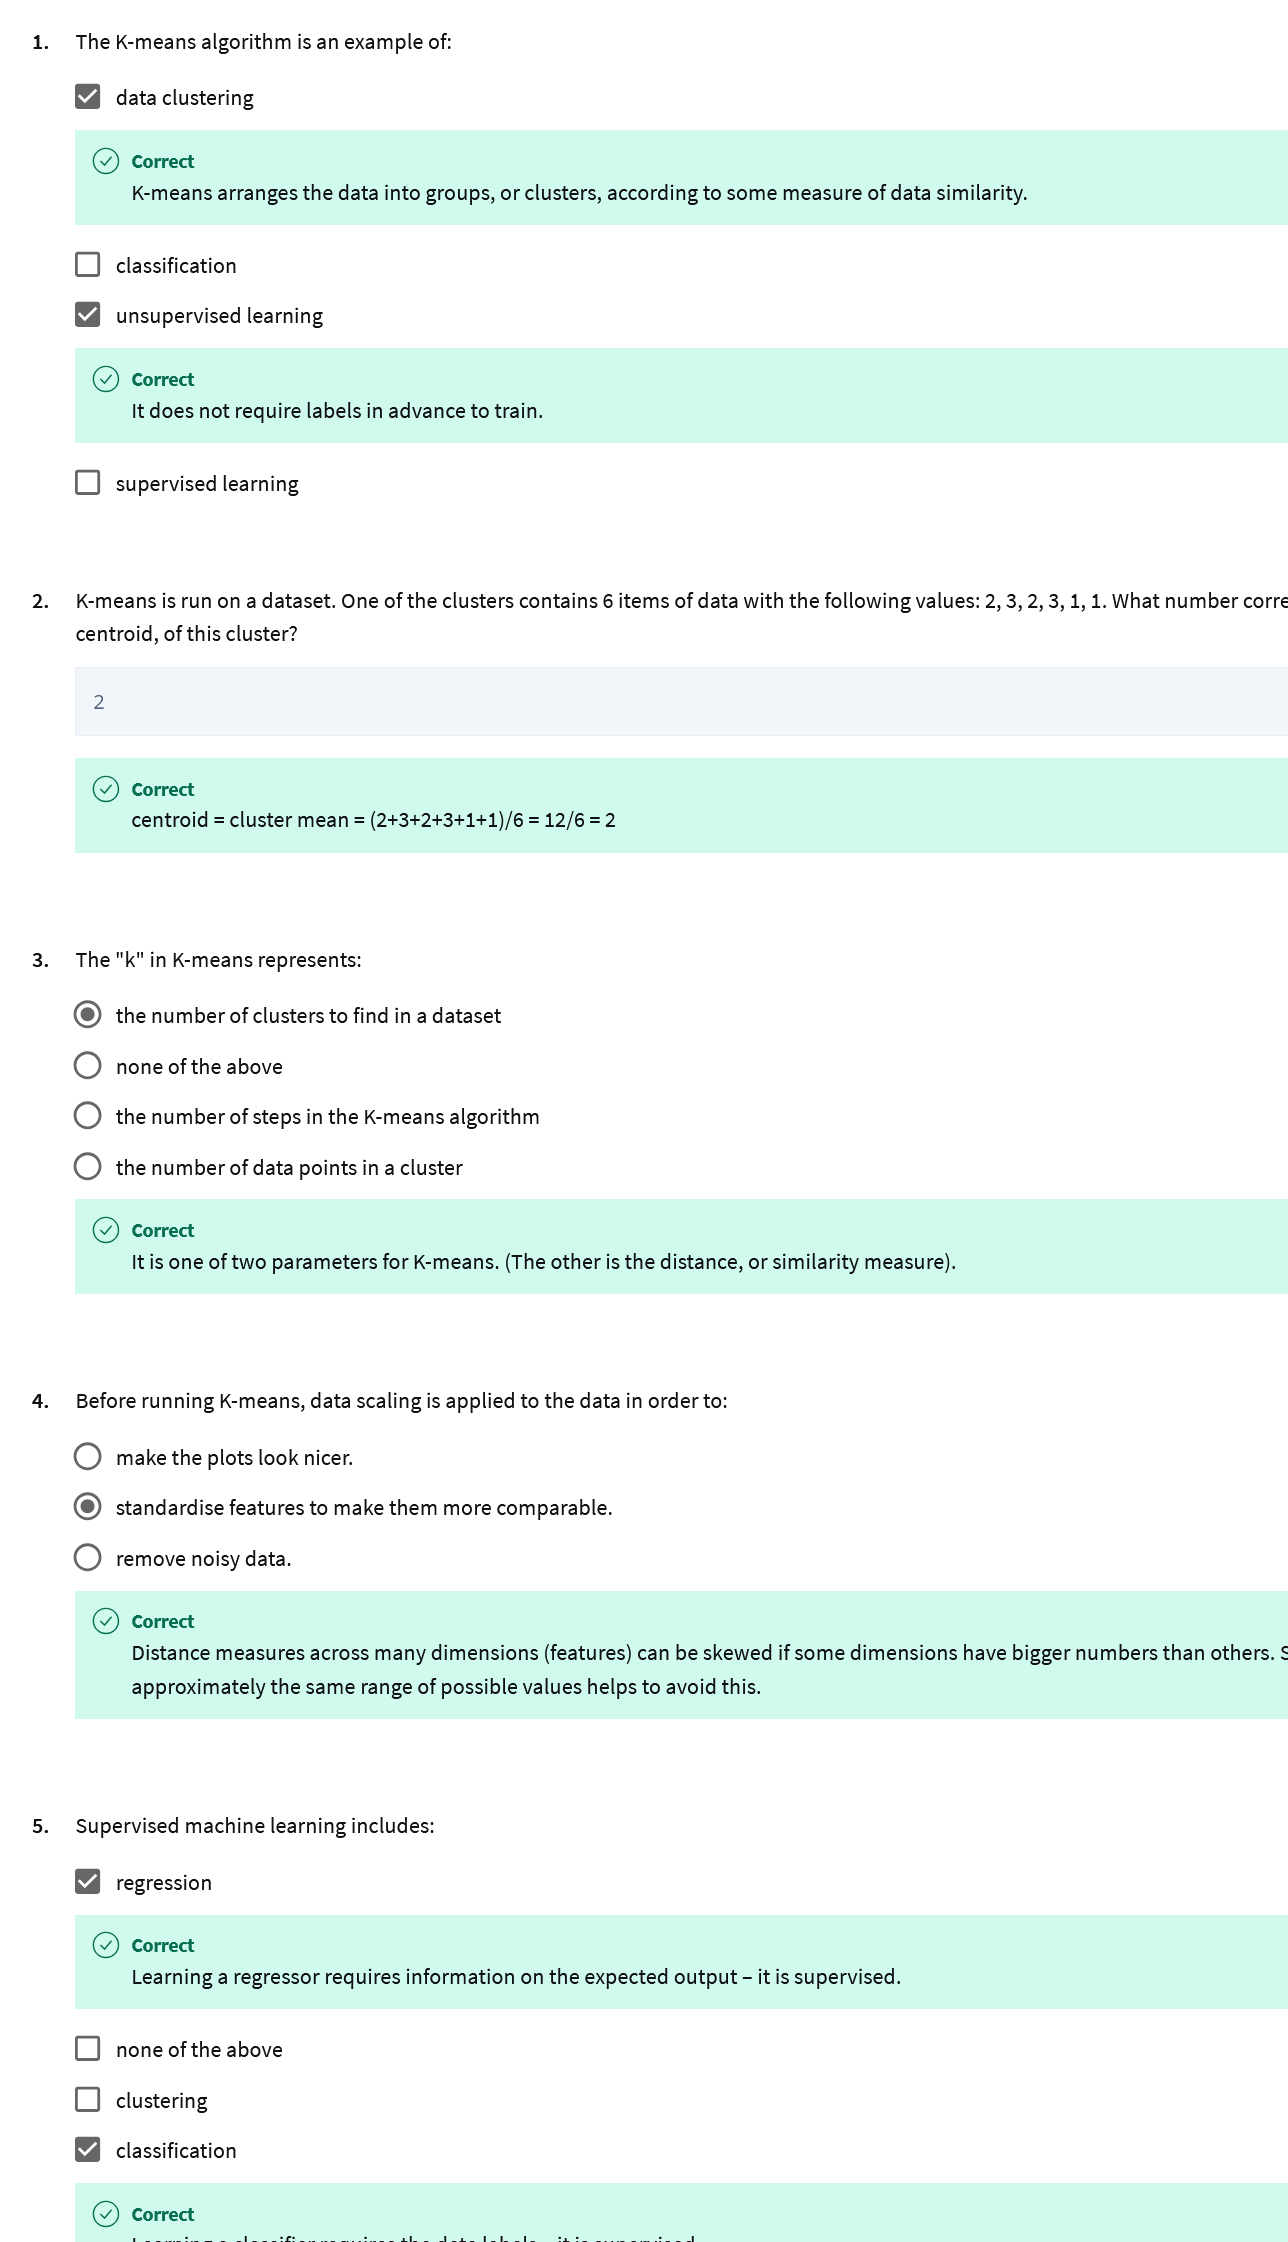 1. The K-means algorithm is an example of:
data clustering
Correct
K-means arranges the data into groups, or clusters, according to some measure of data similarity.
classification
unsupervised learning
Correct
It does not require labels in advance to train.
supervised learning
2. K-means is run on a dataset. One of the clusters contains 6 items of data with the following values: 2, 3, 2, 3, 1, 1. What number
centroid, of this cluster?
2
Correct
centroid = cluster mean = (2+3+2+3+1+1)/6 = 12/6 = 2
3. The "k" in K-means represents:
the number of clusters to find in a dataset
none of the above
the number of steps in the K-means algorithm
the number of data points in a cluster
Correct
It is one of two parameters for K-means. (The other is the distance, or similarity measure).
4. Before running K-means, data scaling is applied to the data in order to:
make the plots look nicer.
standardise features to make them more comparable.
remove noisy data.
Correct
Distance measures across many dimensions (features) can be skewed if some dimensions have bigger numbers than others.
approximately the same range of possible values helps to avoid this.
5. Supervised machine learning includes:
regression
Correct
Learning a regressor requires information on the expected output – it is supervised.
none of the above
clustering
classification
Correct
Learning a classifier requires the data labels – it is supervised.